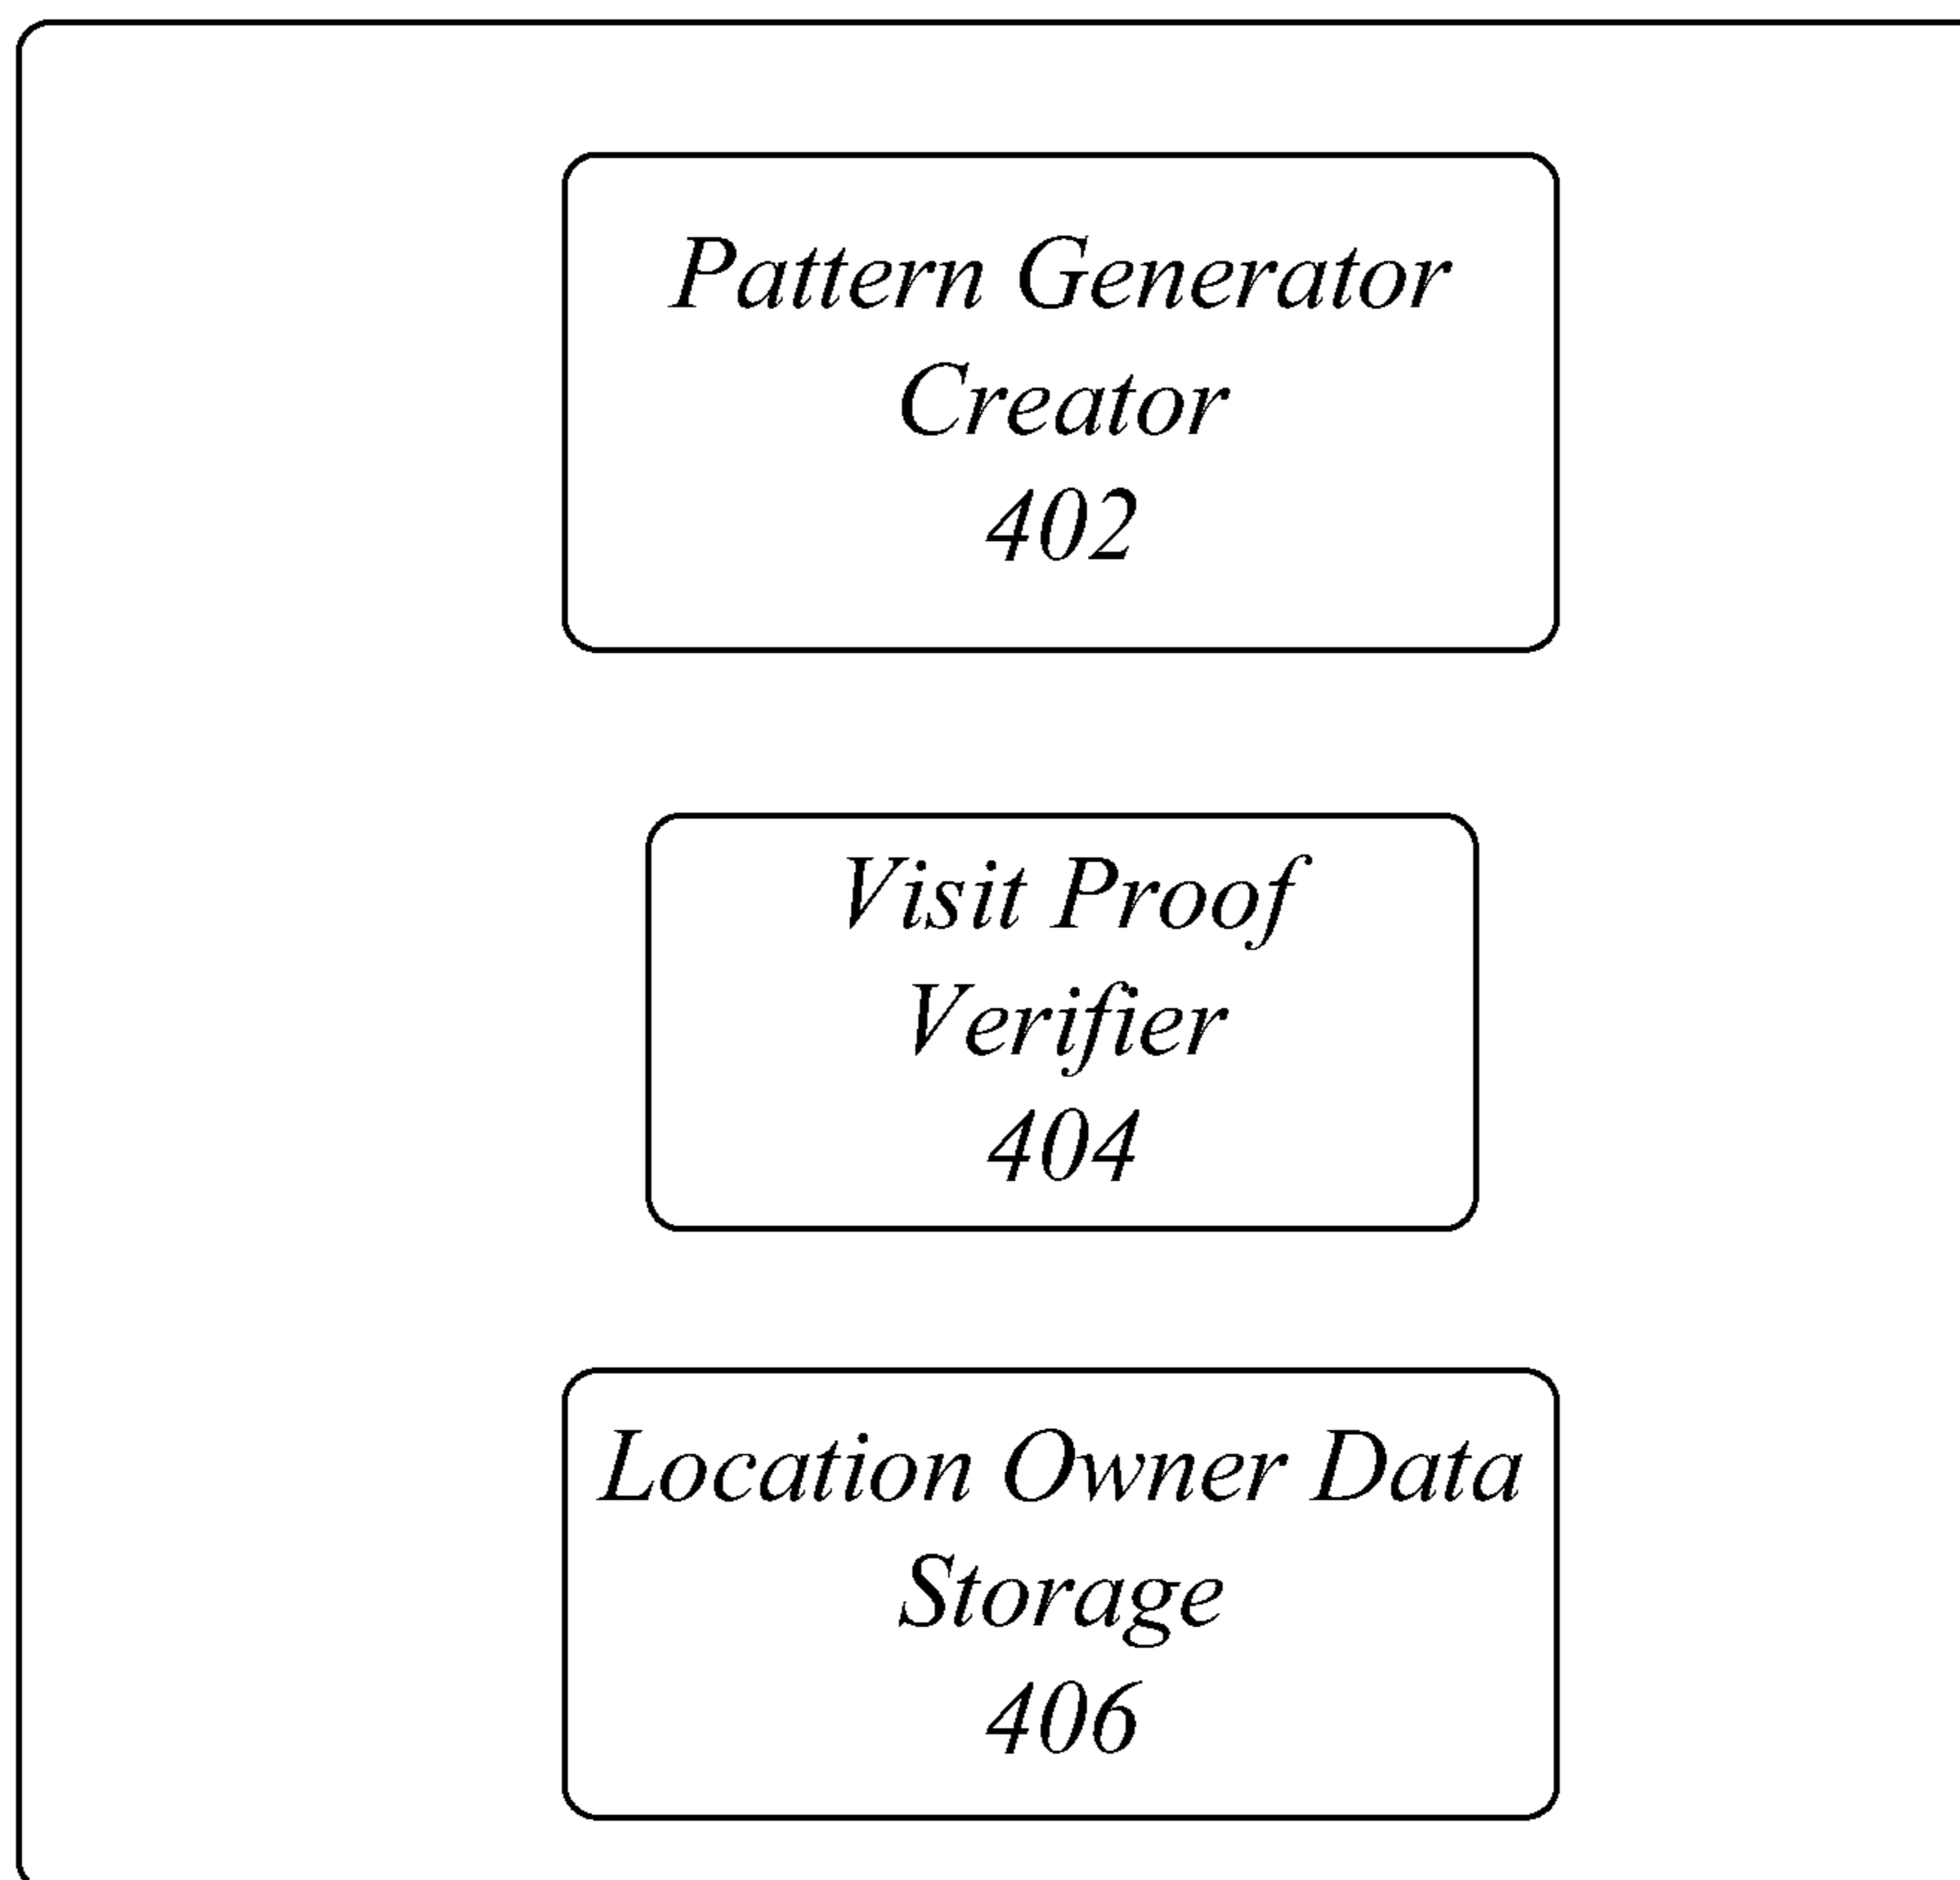 Pattern Generator
Creator
402
Visit Proof
Verifier
404
Location Owner Data
Storage
406